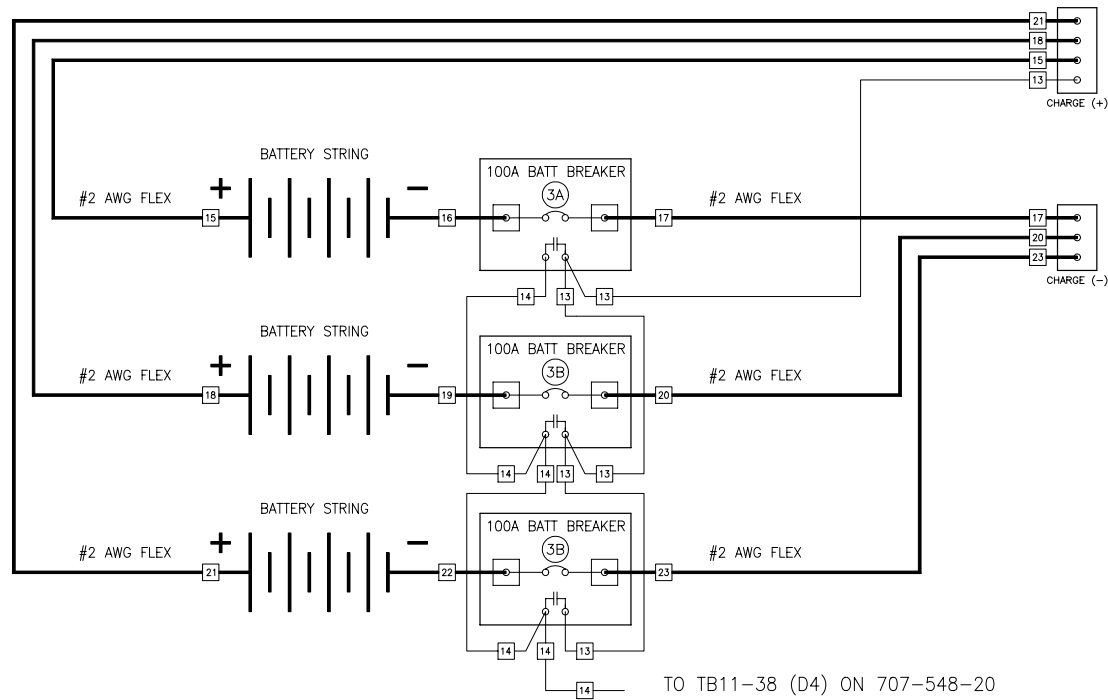 21
18
15
13
CHARGE (+)
BATTERY STRING
100A BATT BREAKER
3A
#2 AWG FLEX
+
−
#2 AWG FLEX
15
16
17
17
20
23
CHARGE (−)
14
13
13
BATTERY STRING
100A BATT BREAKER
3B
#2 AWG FLEX
+
−
#2 AWG FLEX
18
19
20
14
14
13
13
BATTERY STRING
100A BATT BREAKER
3B
#2 AWG FLEX
+
−
#2 AWG FLEX
21
22
23
14
14
13
14
TO TB11−38 (D4) ON 707−548−20